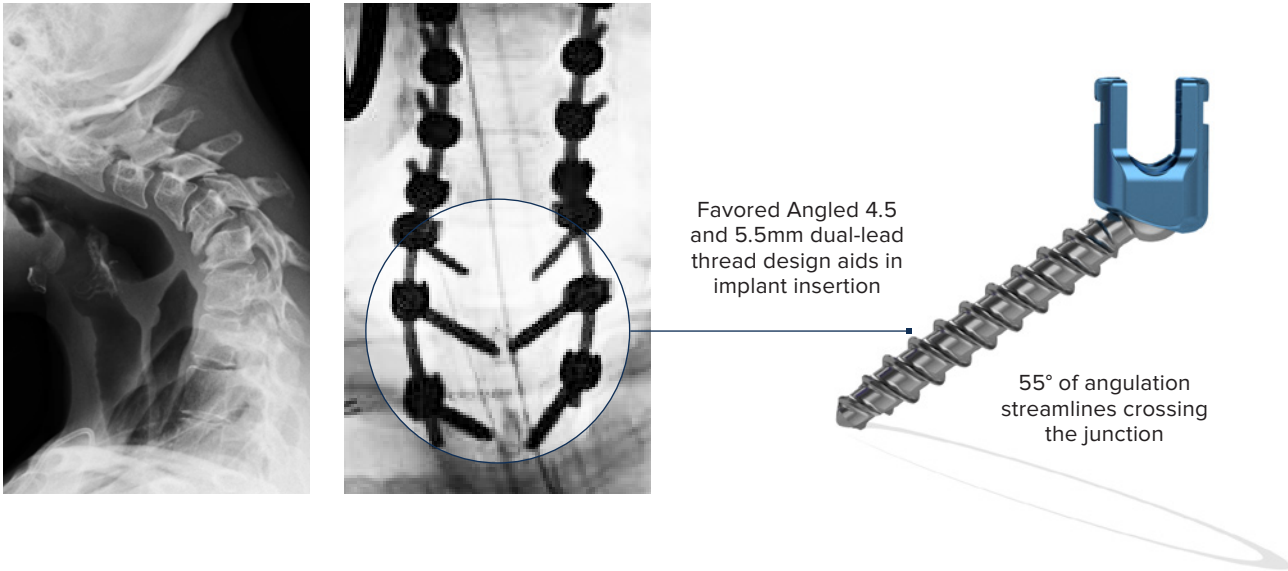 Favored Angled 4.5
and 5.5mm dual-lead
thread design aids in
implant insertion
55° of angulation
streamlines crossing
the junction